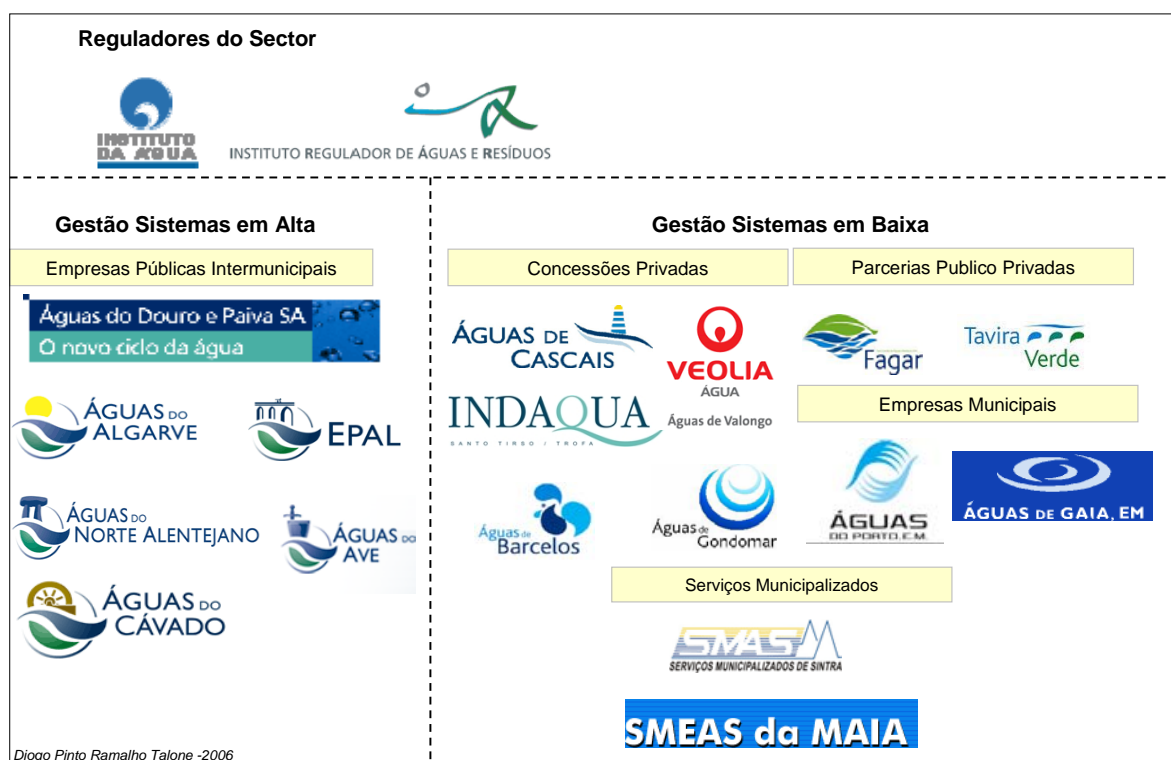 Reguladores do Sector
INSTITUTO
DA AGUA
INSTITUTO REGULADOR DE ÁGUAS E RESÍDUOS
Gestão Sistemas em Alta
Empresas Públicas Intermunicipais
Águas do Douro e Paiva SA
O novo ciclo da água
ÁGUAS DO
ALGARVE
EPAL
ÁGUAS DO
NORTE ALENTEJANO
ÁGUAS DO
AVE
ÁGUAS DO
CÁVADO
Gestão Sistemas em Baixa
Concessões Privadas
Parcerias Publico Privadas
ÁGUAS DE
CASCAIS
VEOLIA
ÁGUA
Águas de Valongo
Fagar
Tavira
Verde
INDAQUA
SANTO TIRSO / TROFA
Empresas Municipais
Águas de
Barcelos
Águas de
Gondomar
ÁGUAS
DO PORTO, E.M.
ÁGUAS DE GAIA, EM
Serviços Municipalizados
SMAS
SERVIÇOS MUNICIPALIZADOS DE SINTRA
SMEAS da MAIA
Diogo Pinto Ramalho Talone -2006